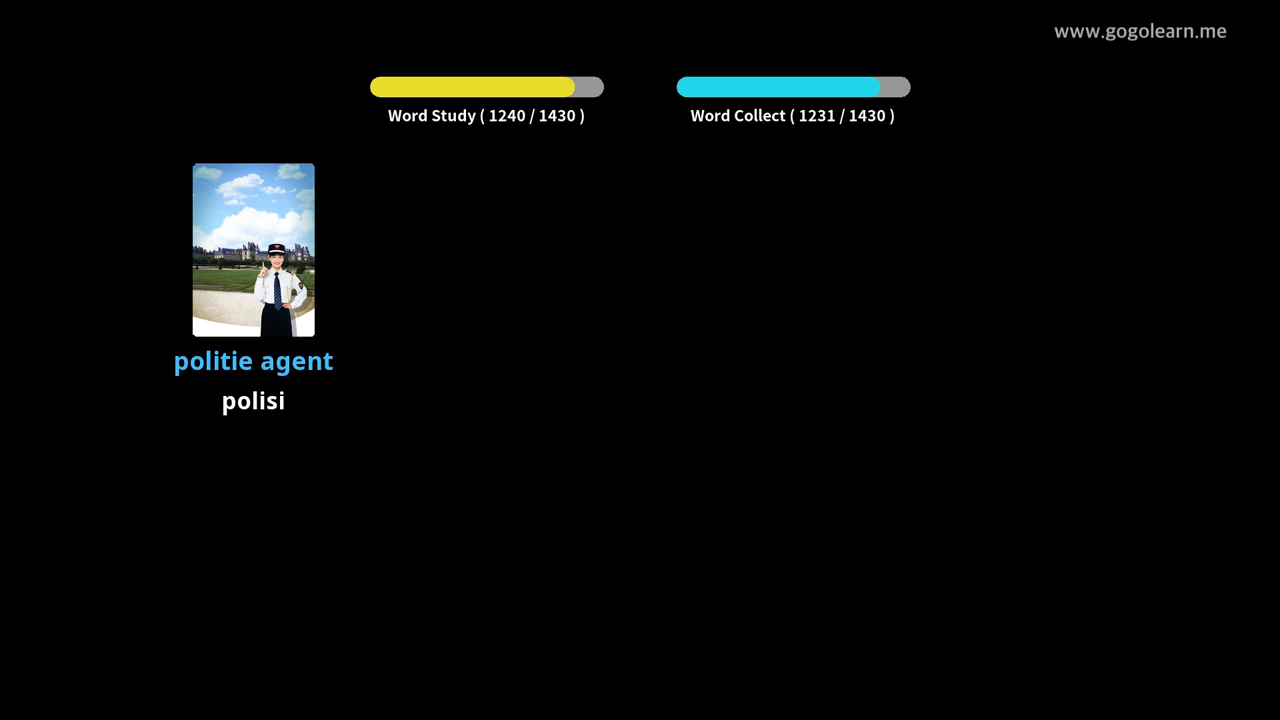 www.gogolearn.me
Word Study ( 1240 / 1430 )
Word Collect ( 1231 / 1430 )
politie agent
polisi